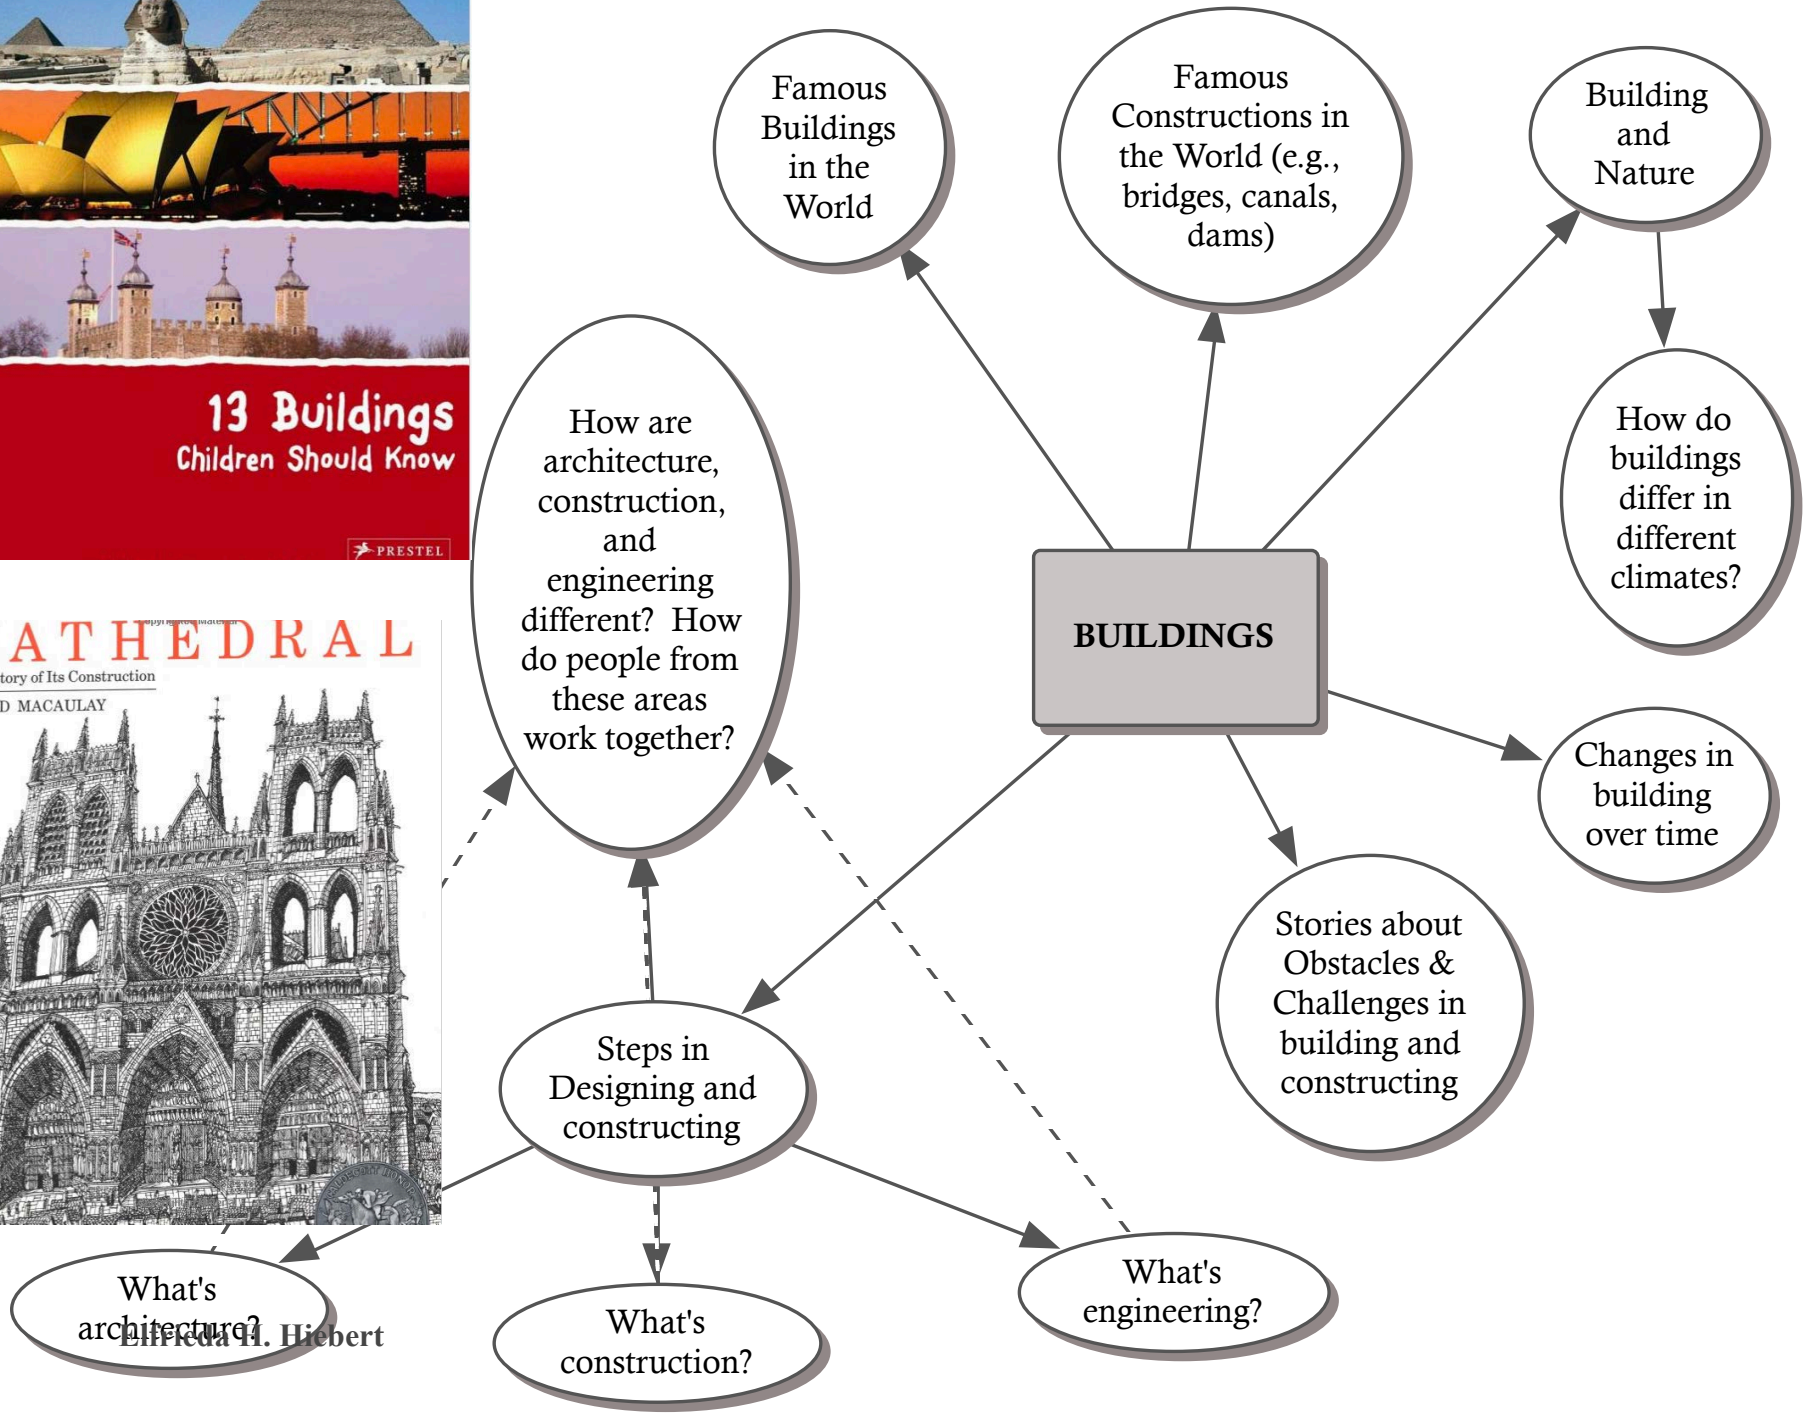 13 Buildings
Children Should Know
PRESTEL
ATHEDRAL
tory of Its Construction
D MACAULAY
Famous
Buildings
in the
World
Famous
Constructions in
the World (e.g.,
bridges, canals,
dams)
Building
and
Nature
How are
architecture,
construction,
and
engineering
different? How
do people from
these areas
work together?
BUILDINGS
How do
buildings
differ in
different
climates?
Changes in
building
over time
Stories about
Obstacles &
Challenges in
building and
constructing
Steps in
Designing and
constructing
What's
architecture?
What's
construction?
What's
engineering?
Elfrieda H. Hiebert